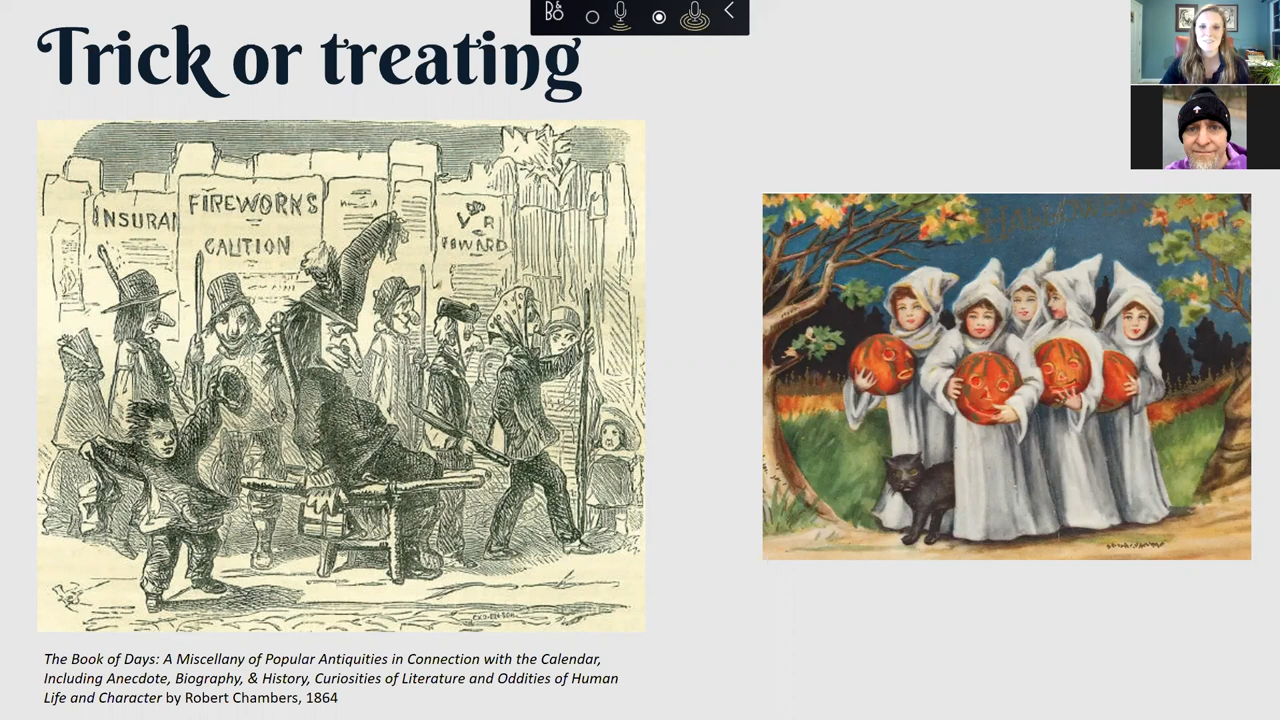 Trick or treating
INSURAN
FIREWORKS
CAUTION
HALLOWEEN
The Book of Days: A Miscellany of Popular Antiquities in Connection with the Calendar,
Including Anecdote, Biography, & History, Curiosities of Literature and Oddities of Human
Life and Character by Robert Chambers, 1864